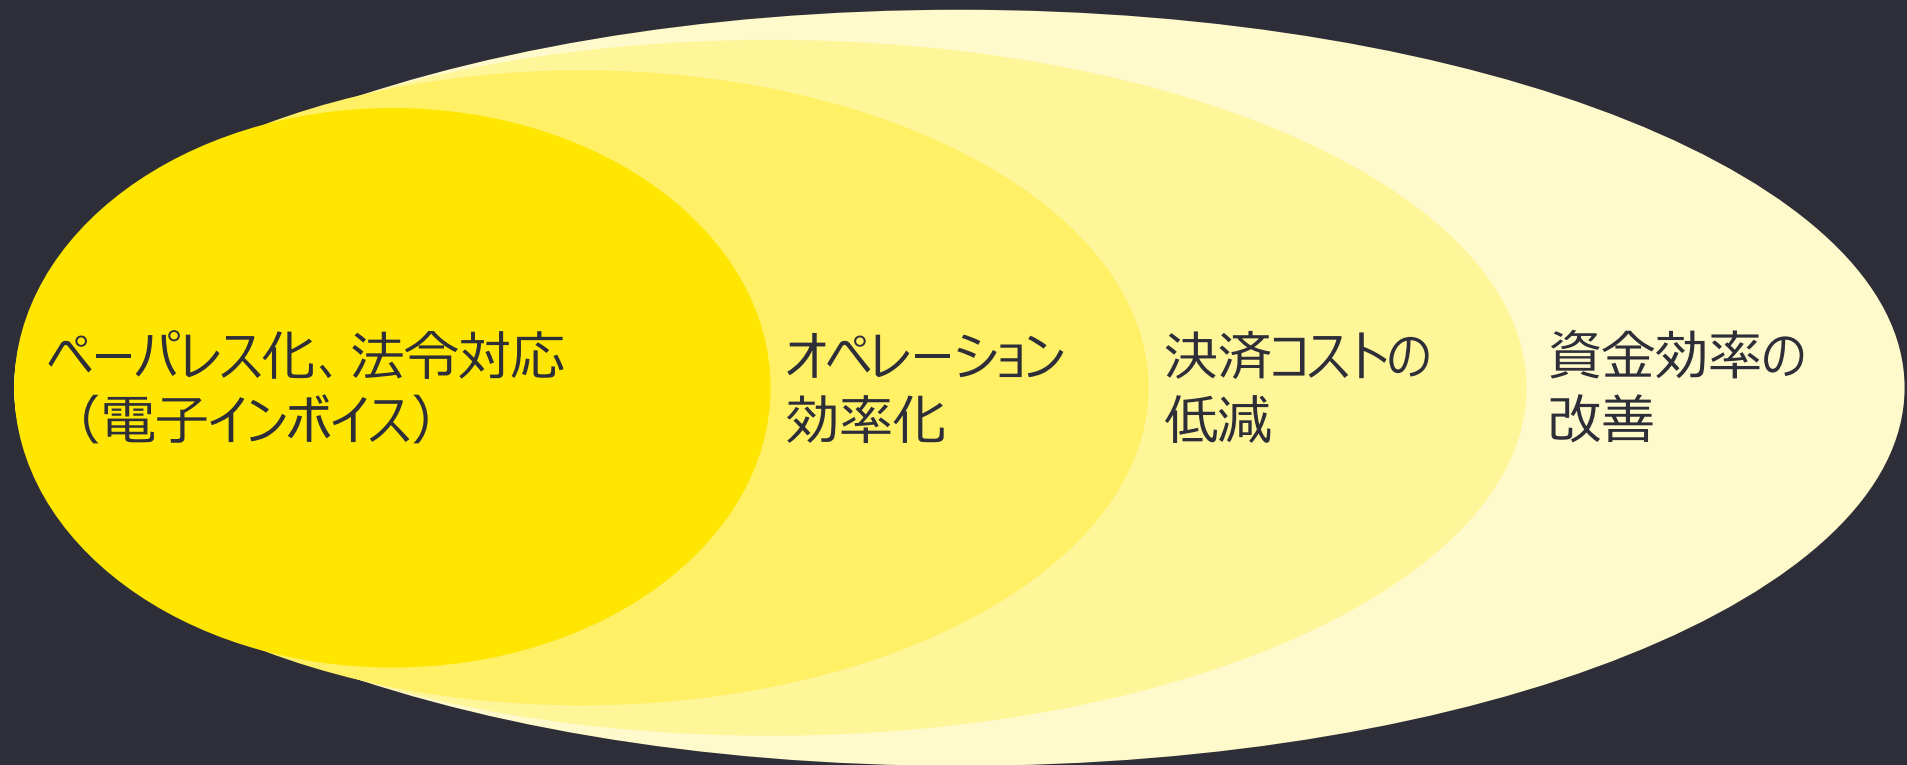 ペーパレス化、法令対応
（電子インボイス）
オペレーション
効率化
決済コストの
低減
資金効率の
改善